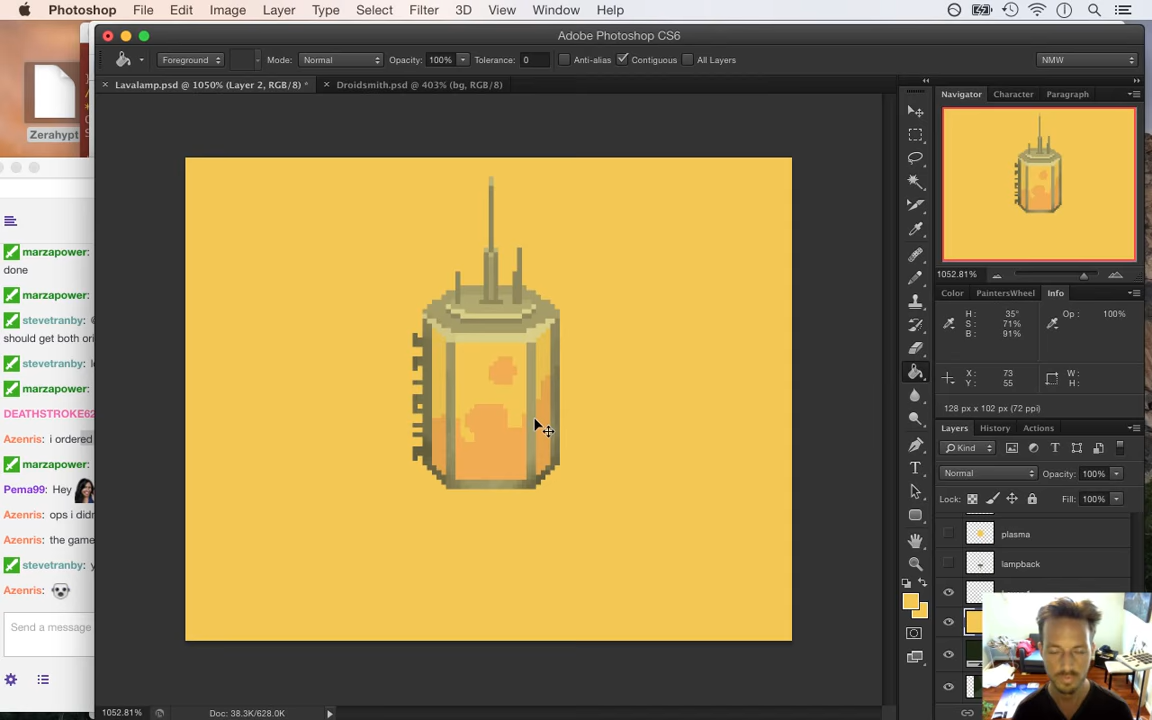 Photoshop File Edit Image Layer Type Select Filter 3D View Window Help
Adobe Photoshop CS6
Foreground Mode: Normal Opacity: 100% Tolerance: 0 Anti-alias Contiguous All Layers NMW
× Lavalamp.psd @ 1050% (Layer 2, RGB/8) * × Droidsmith.psd @ 403% (bg, RGB/8)
Zerahypt
marzapower:
done
marzapower:
stevetranby:
should get both ori
stevetranby:
marzapower:
DEATHSTROKE62
Azenris: i ordered
marzapower:
Pema99: Hey
Azenris: ops i didn
Azenris: the game
stevetranby: y
Azenris:
Send a message
Navigator Character Paragraph
1052.81%
Color PaintersWheel Info
H: 35° Op: 100%
S: 71%
B: 91%
X: 73 W:
Y: 55 H:
128 px x 102 px (72 ppi)
Layers History Actions
Kind
Normal Opacity: 100%
Lock: Fill: 100%
plasma
lampback
1052.81% Doc: 38.3K/628.0K